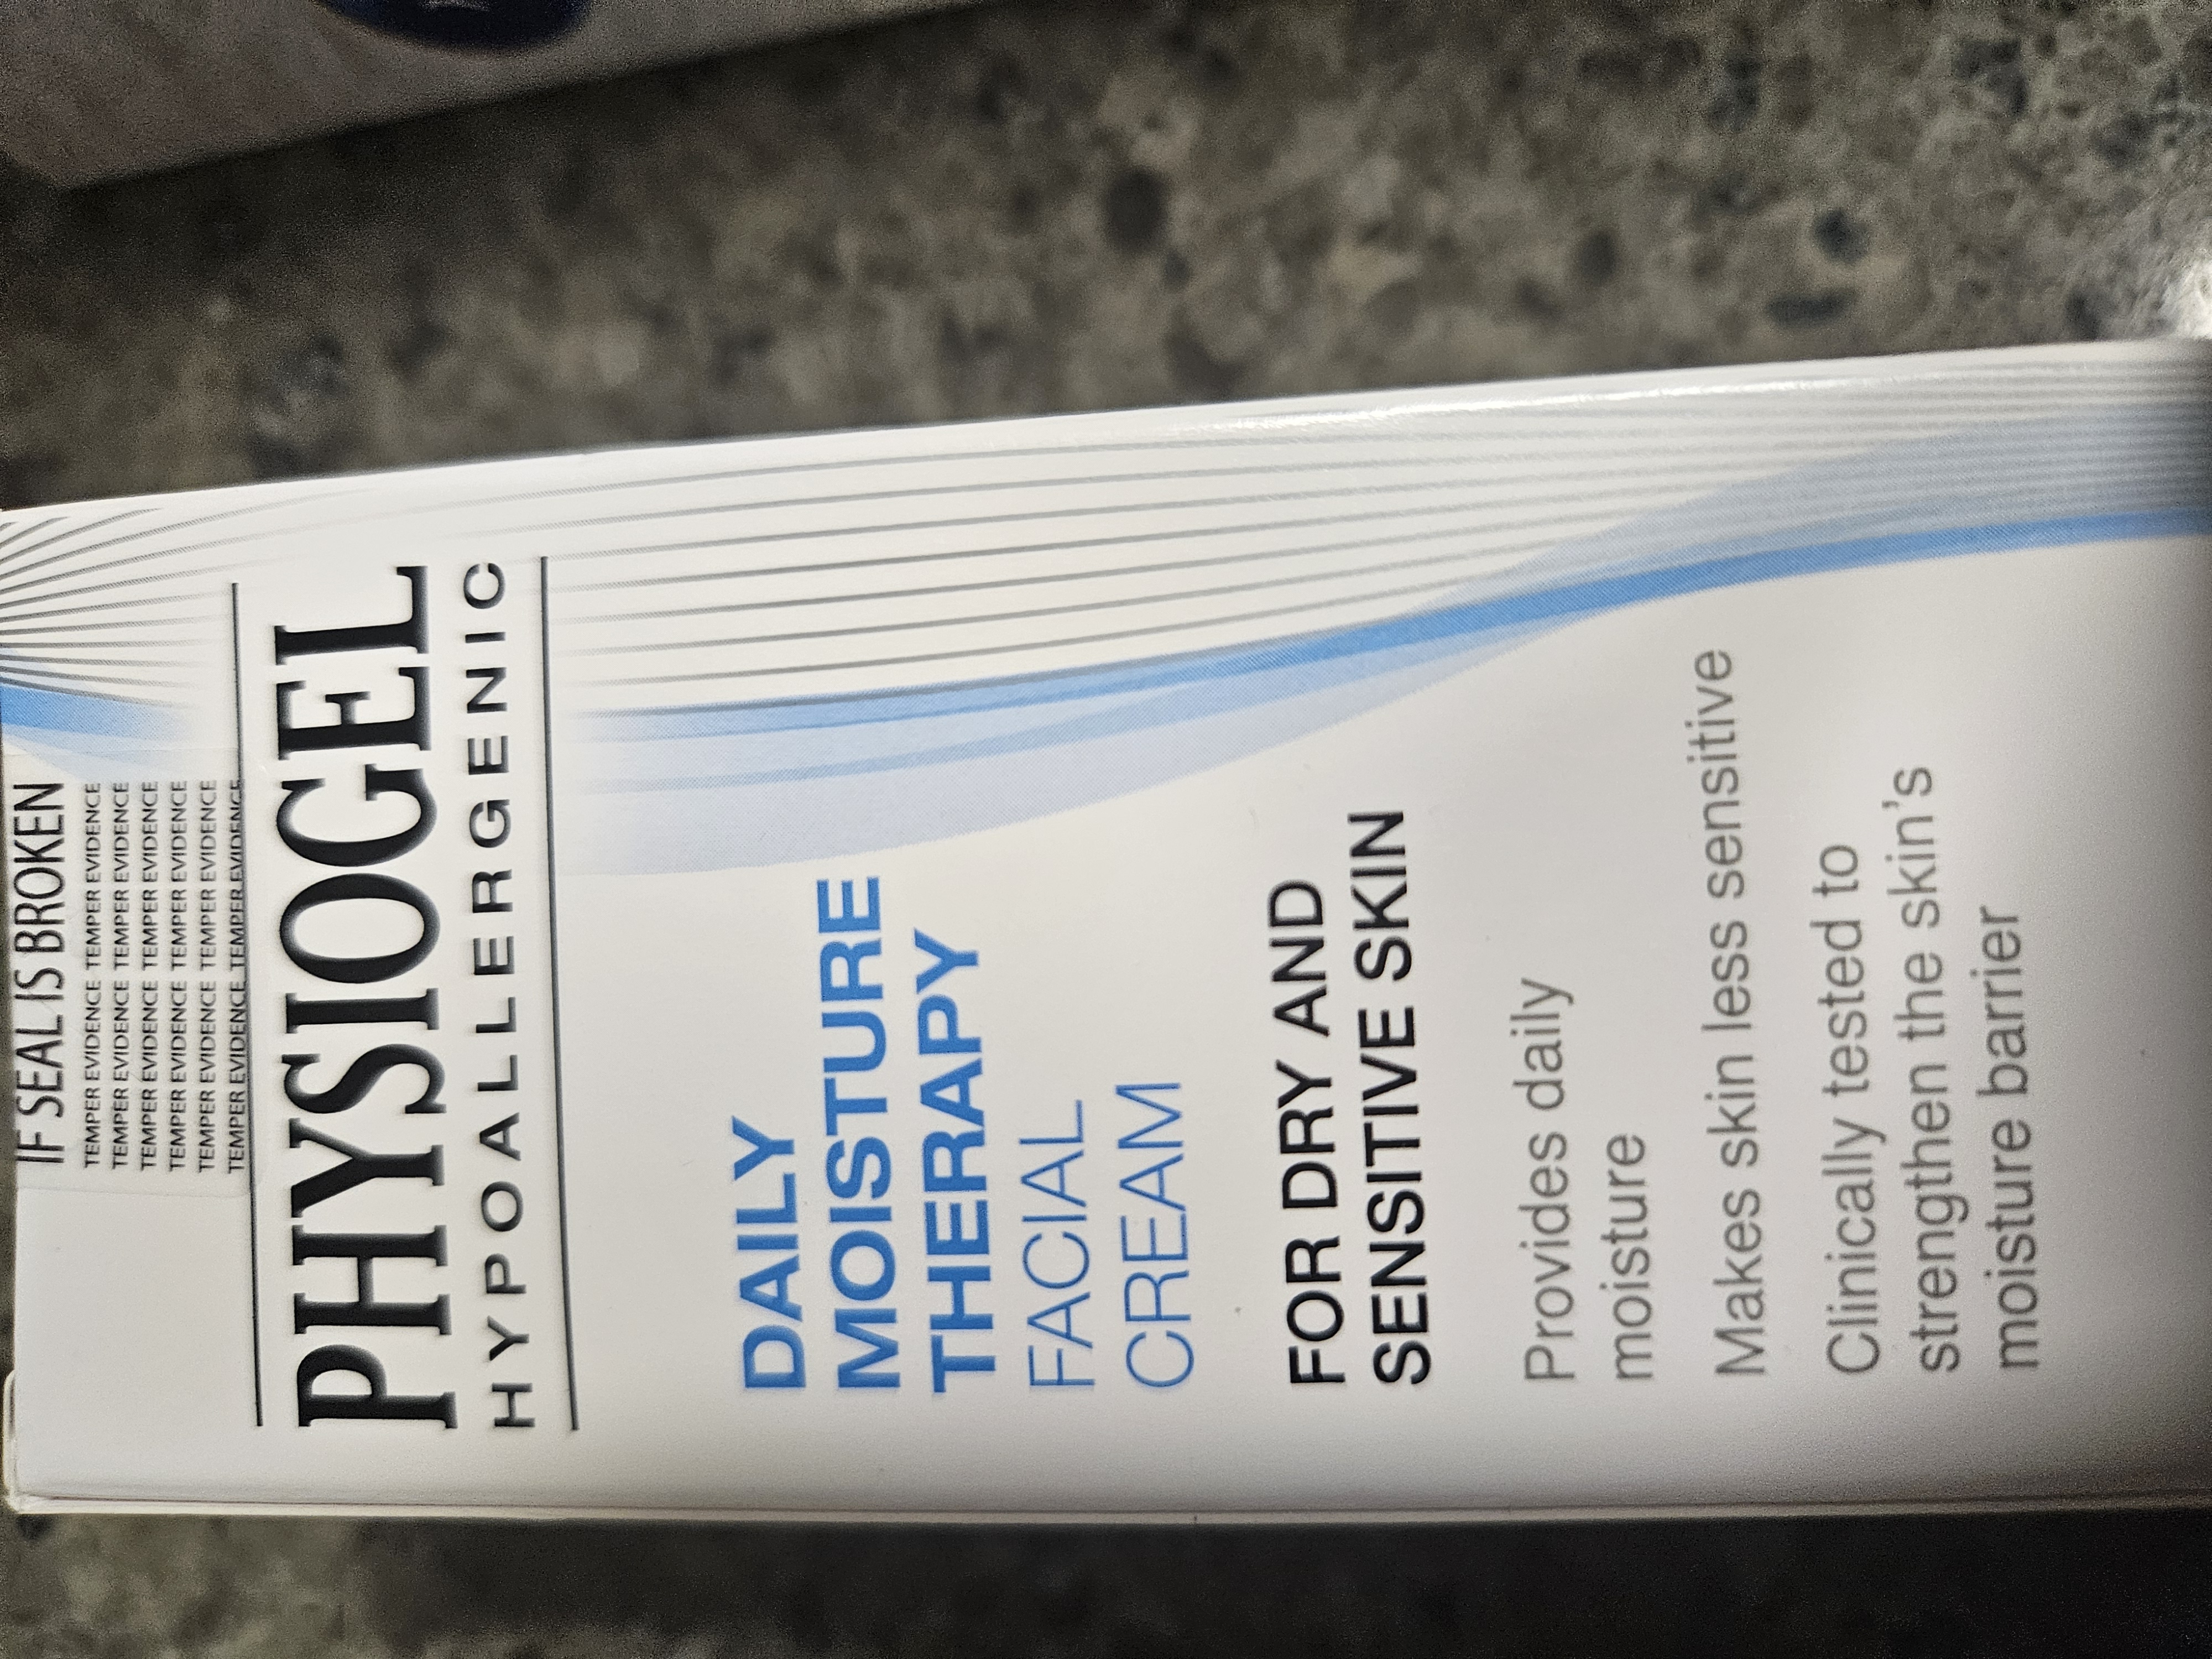 IF SEAL IS BROKEN
TEMPER EVIDENCE TEMPER EVIDENCE
TEMPER EVIDENCE TEMPER EVIDENCE
TEMPER EVIDENCE TEMPER EVIDENCE
TEMPER EVIDENCE TEMPER EVIDENCE
TEMPER EVIDENCE TEMPER EVIDENCE
TEMPER EVIDENCE TEMPER EVIDENCE
PHYSIOGEL
HYPOALLERGENIC
DAILY
MOISTURE
THERAPY
FACIAL
CREAM
FOR DRY AND
SENSITIVE SKIN
Provides daily
moisture
Makes skin less sensitive
Clinically tested to
strengthen the skin's
moisture barrier